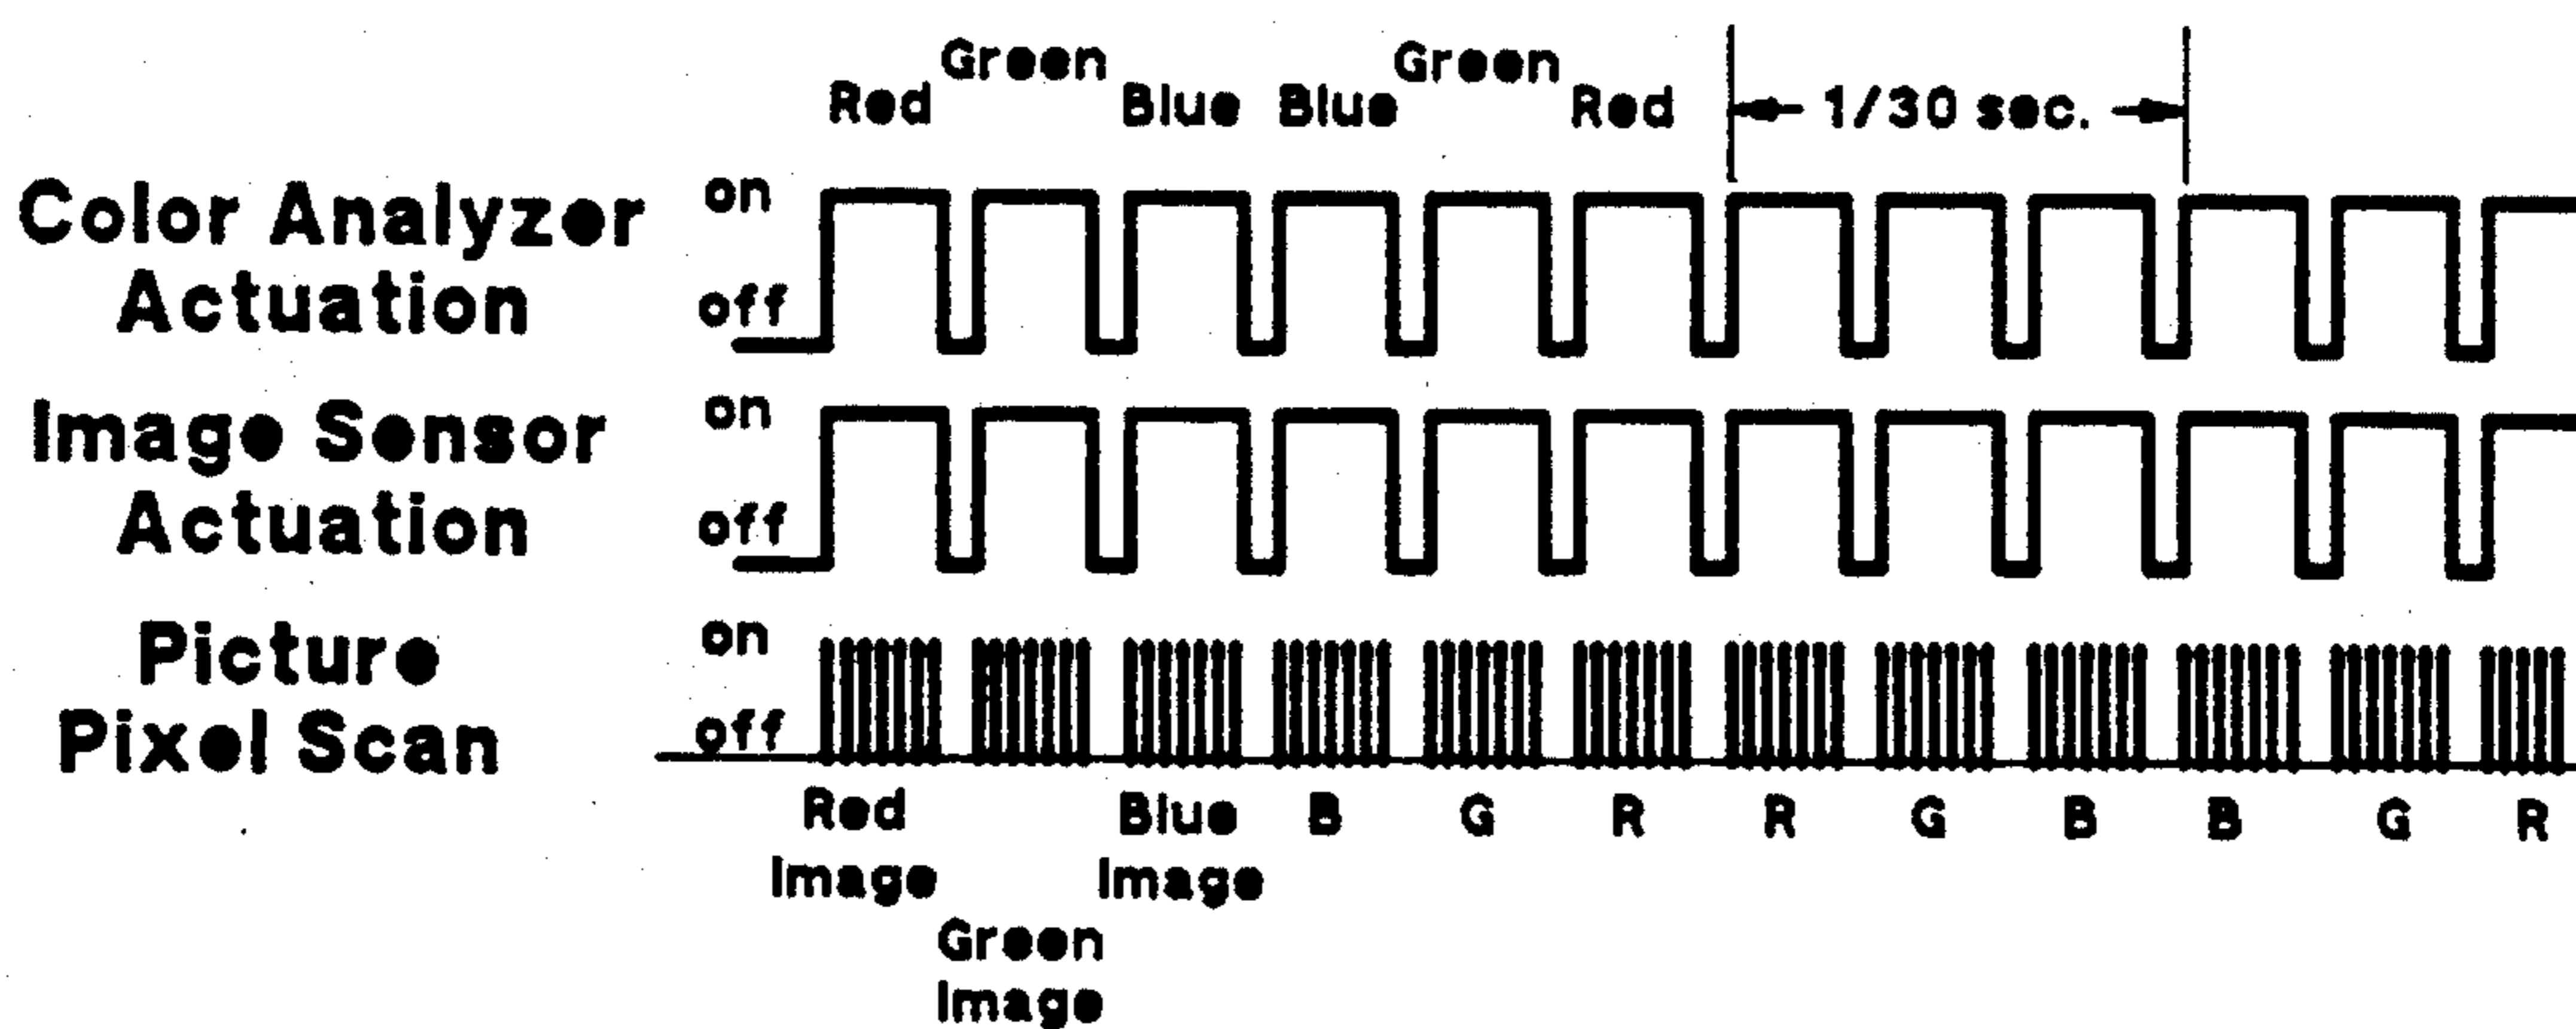 Green Green
Red Blue Blue Red 1/30 sec.
Color Analyzer
Actuation
on
off
Image Sensor
Actuation
on
off
Picture
Pixel Scan
on
off
Red Blue B G R R G B B G R
Image Image
Green
Image